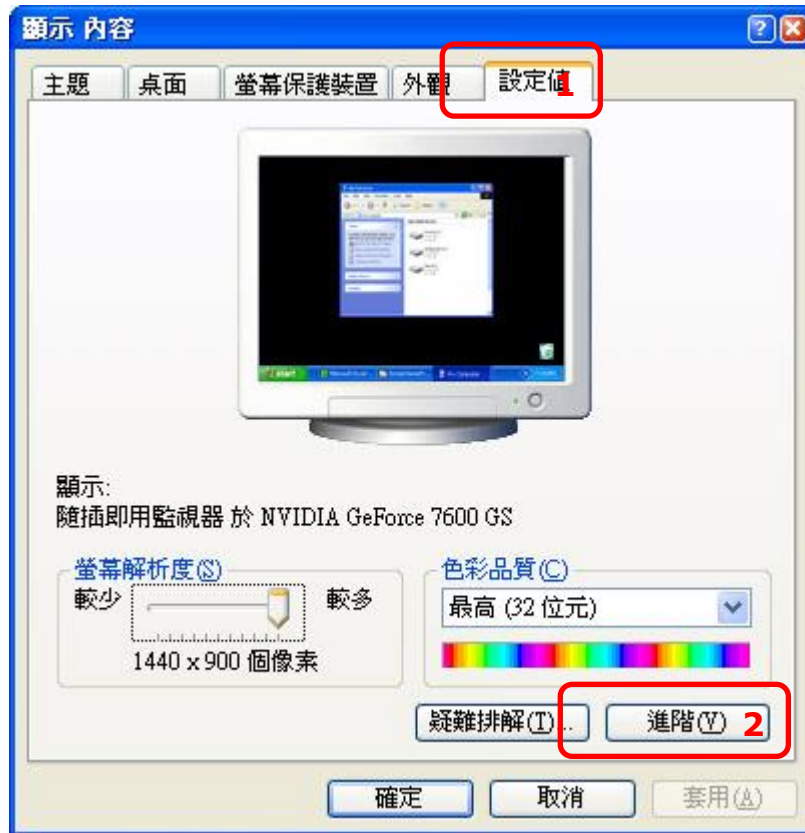 顯示 內容
主題 桌面 螢幕保護裝置 外觀 設定值 1
顯示:
隨插即用監視器 於 NVIDIA GeForce 7600 GS
螢幕解析度(S)
較少 較多
1440 x 900 個像素
色彩品質(C)
最高 (32 位元)
疑難排解(T)... 進階(V) 2
確定 取消 套用(A)